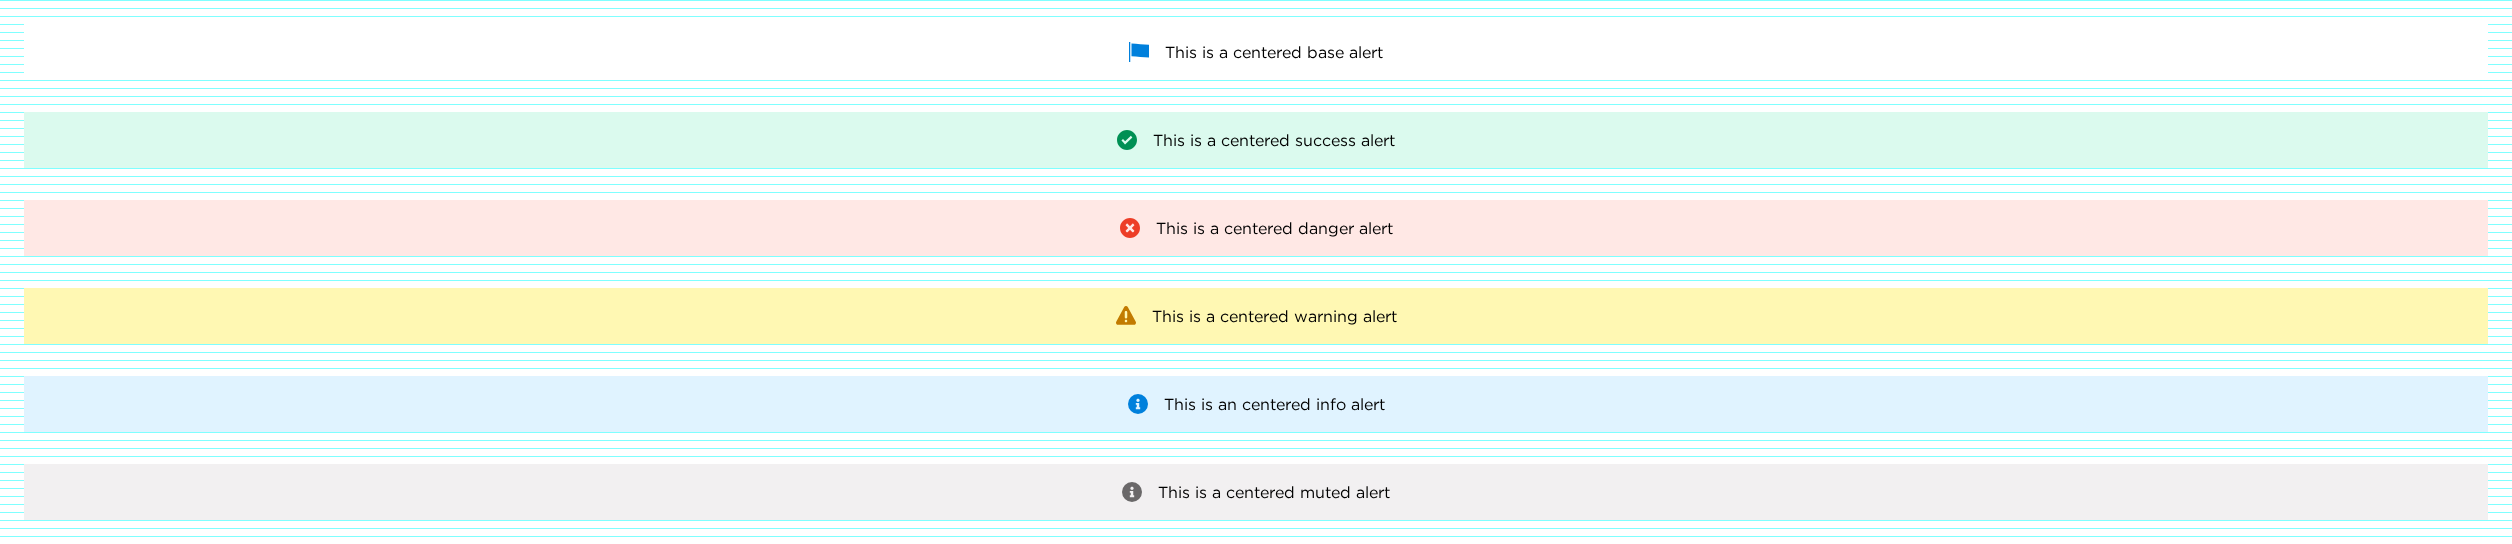 This is a centered base alert
This is a centered success alert
This is a centered danger alert
This is a centered warning alert
This is an centered info alert
This is a centered muted alert